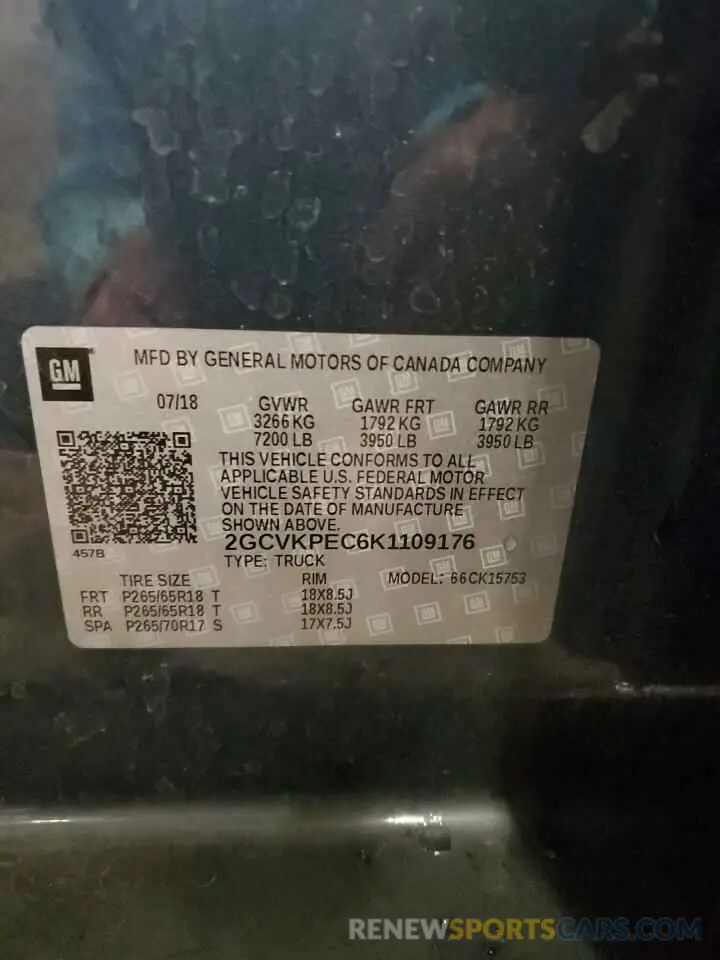 GM
MFD BY GENERAL MOTORS OF CANADA COMPANY
07/18 GVWR GAWR FRT GAWR RR
3266 KG 1792 KG 1792 KG
7200 LB 3950 LB 3950 LB
THIS VEHICLE CONFORMS TO ALL
APPLICABLE U.S. FEDERAL MOTOR
VEHICLE SAFETY STANDARDS IN EFFECT
ON THE DATE OF MANUFACTURE
SHOWN ABOVE.
457B
2GCVKPEC6K1109176
TYPE: TRUCK
TIRE SIZE RIM MODEL: 66CK15753
FRT P265/65R18 T 18X8.5J
RR P265/65R18 T 18X8.5J
SPA P265/70R17 S 17X7.5J
RENEWSPORTSCARS.COM